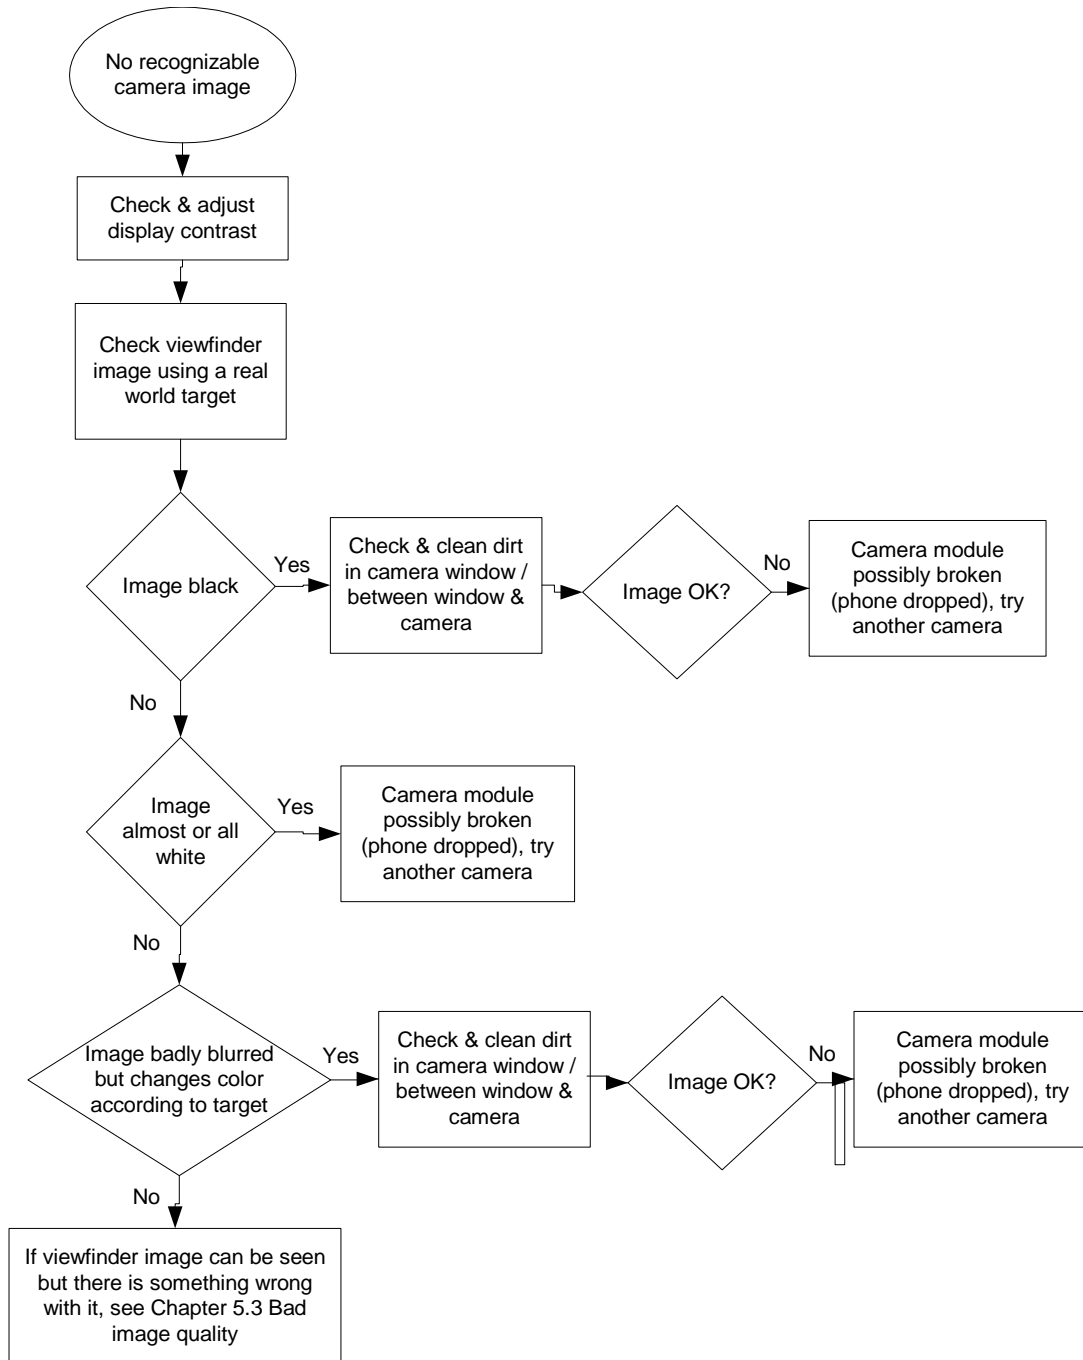 No recognizable
camera image
Check & adjust
display contrast
Check viewfinder
image using a real
world target
Image black
Yes
Check & clean dirt
in camera window /
between window &
camera
Image OK?
No
Camera module
possibly broken
(phone dropped), try
another camera
No
Image
almost or all
white
Yes
Camera module
possibly broken
(phone dropped), try
another camera
No
Image badly blurred
but changes color
according to target
Yes
Check & clean dirt
in camera window /
between window &
camera
Image OK?
No
Camera module
possibly broken
(phone dropped), try
another camera
No
If viewfinder image can be seen
but there is something wrong
with it, see Chapter 5.3 Bad
image quality